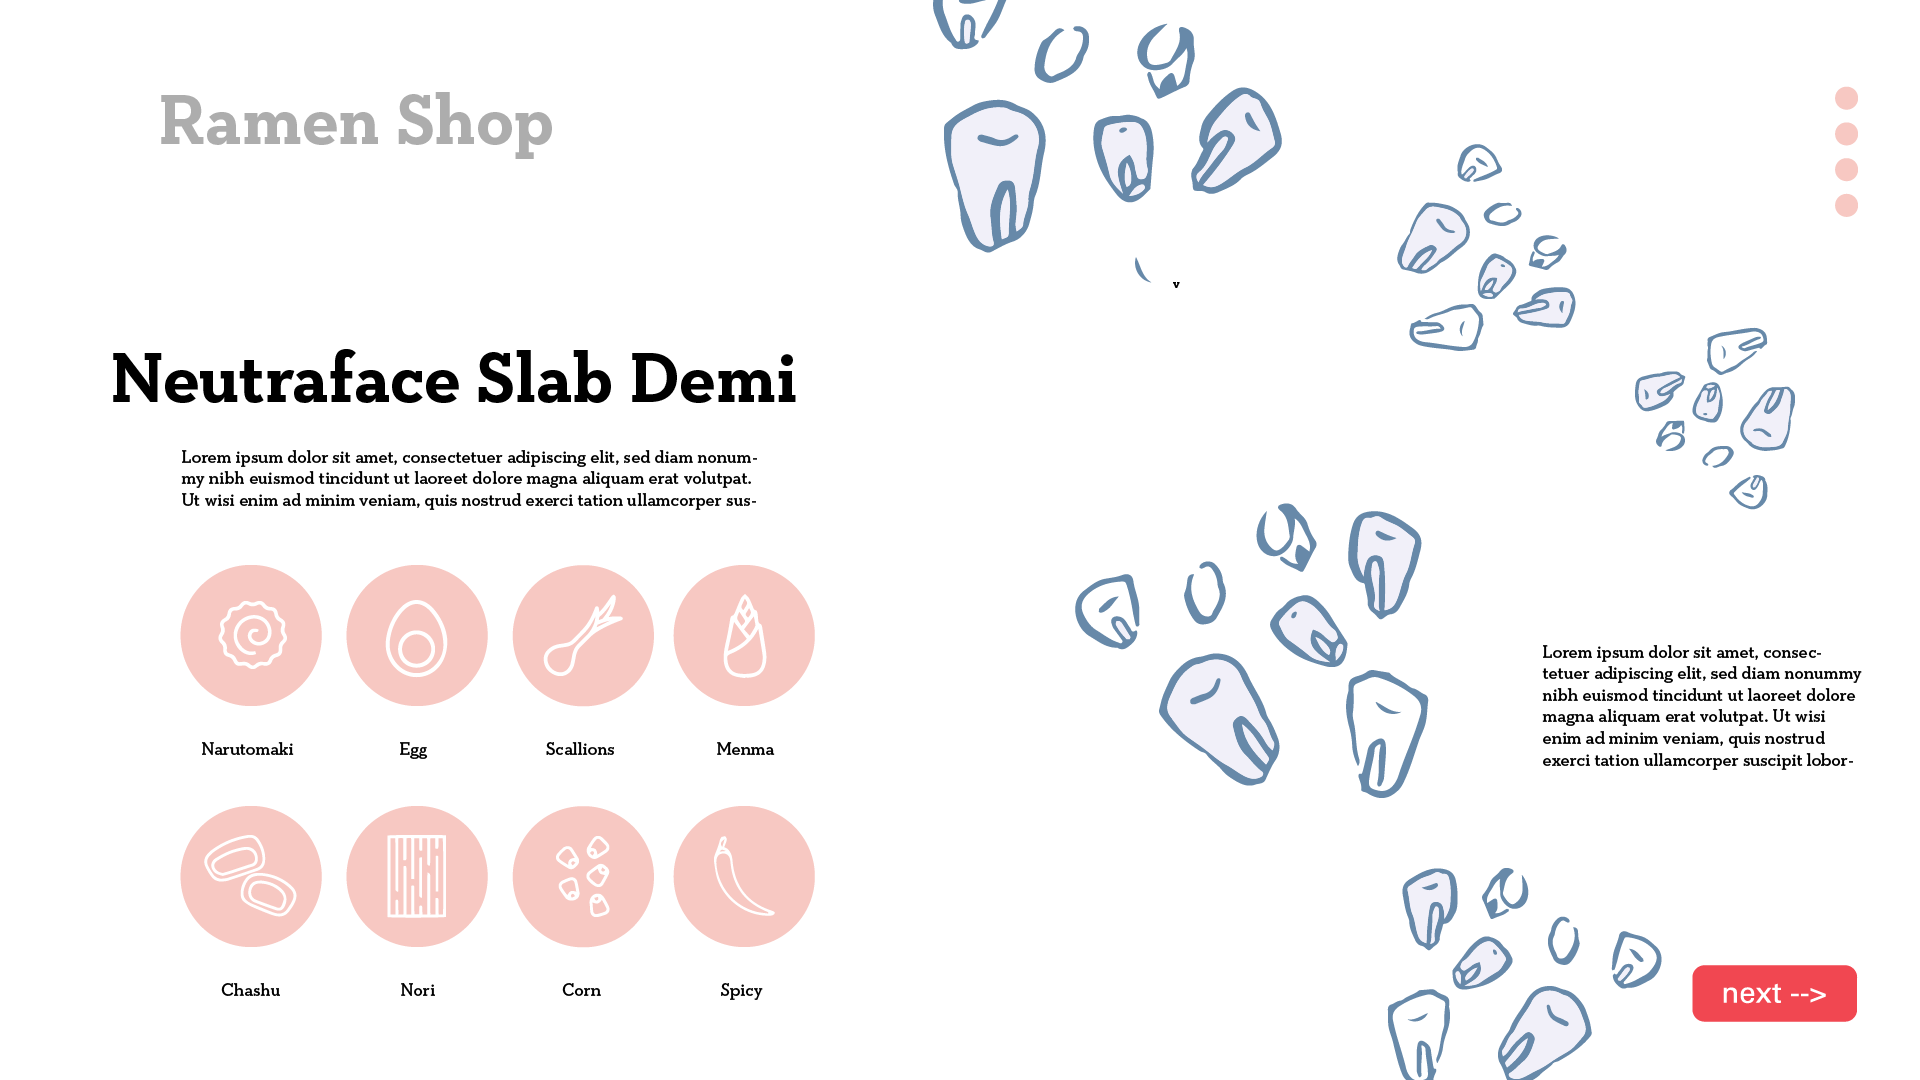 Ramen Shop
v
Neutraface Slab Demi
Lorem ipsum dolor sit amet, consectetuer adipiscing elit, sed diam nonum-
my nibh euismod tincidunt ut laoreet dolore magna aliquam erat volutpat.
Ut wisi enim ad minim veniam, quis nostrud exerci tation ullamcorper sus-
Narutomaki
Egg
Scallions
Menma
Chashu
Nori
Corn
Spicy
Lorem ipsum dolor sit amet, consec-
tetuer adipiscing elit, sed diam nonummy
nibh euismod tincidunt ut laoreet dolore
magna aliquam erat volutpat. Ut wisi
enim ad minim veniam, quis nostrud
exerci tation ullamcorper suscipit lobor-
next -->